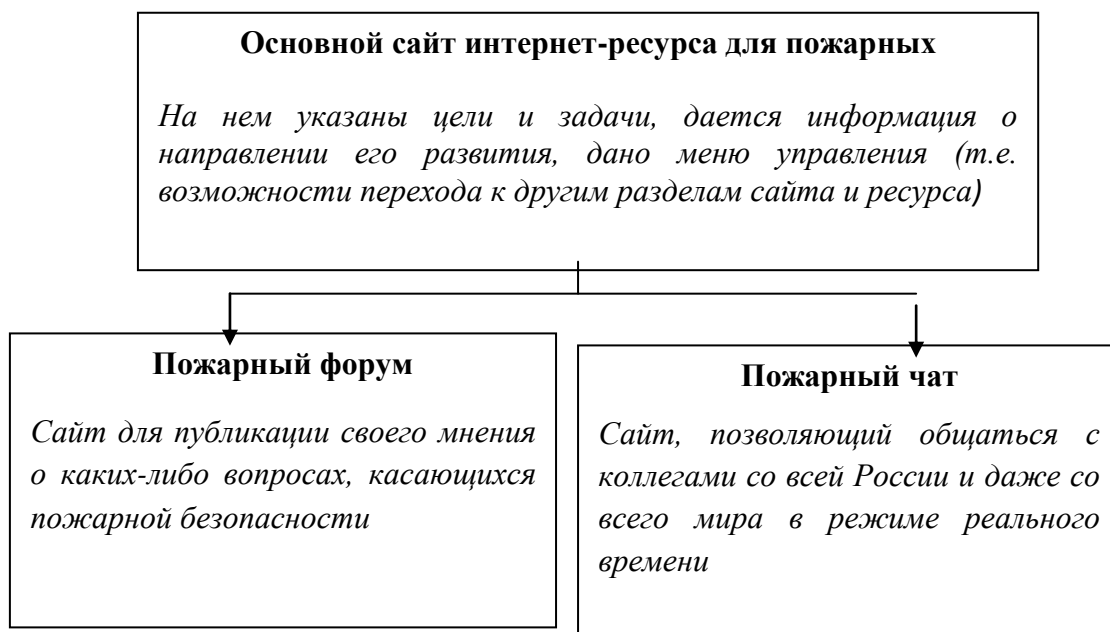 Основной сайт интернет-ресурса для пожарных
На нем указаны цели и задачи, дается информация о
направлении его развития, дано меню управления (т.е.
возможности перехода к другим разделам сайта и ресурса)
Пожарный форум
Сайт для публикации своего мнения
о каких-либо вопросах, касающихся
пожарной безопасности
Пожарный чат
Сайт, позволяющий общаться с
коллегами со всей России и даже со
всего мира в режиме реального
времени